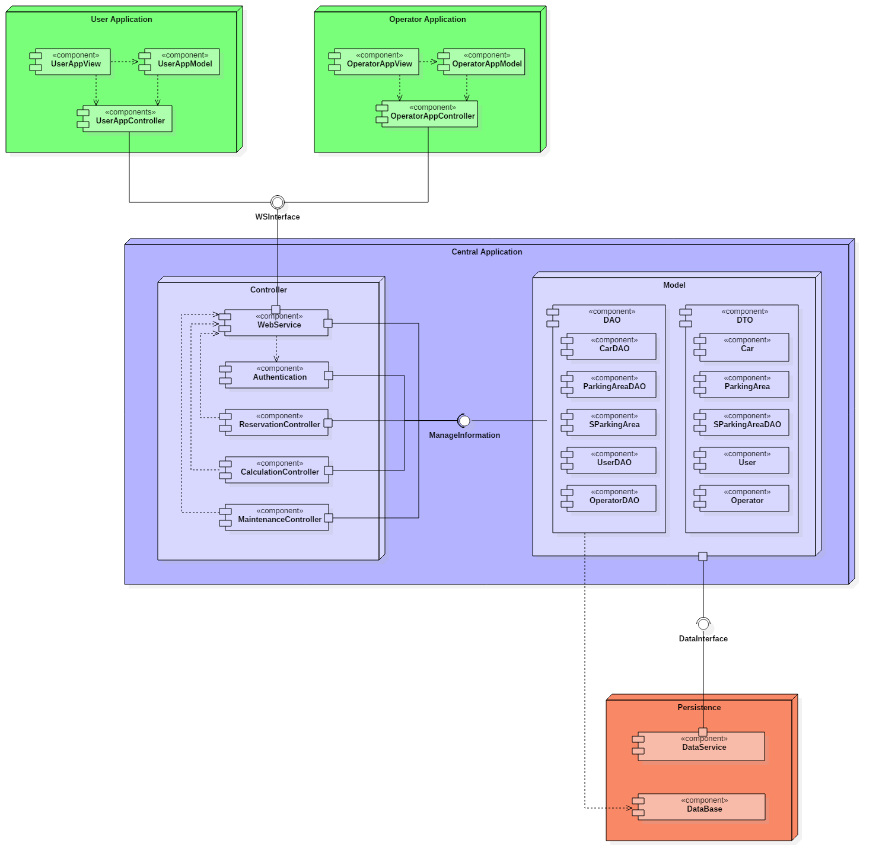 User Application
«component»
UserAppView
«component»
UserAppModel
«components»
UserAppController
Operator Application
«component»
OperatorAppView
«component»
OperatorAppModel
«component»
OperatorAppController
WSInterface
Central Application
Controller
«component»
WebService
«component»
Authentication
«component»
ReservationController
«component»
CalculationController
«component»
MaintenanceController
ManageInformation
Model
«component»
DAO
«component»
CarDAO
«component»
ParkingAreaDAO
«component»
SParkingArea
«component»
UserDAO
«component»
OperatorDAO
«component»
DTO
«component»
Car
«component»
ParkingArea
«component»
SParkingAreaDAO
«component»
User
«component»
Operator
DataInterface
Persistence
«component»
DataService
«component»
DataBase